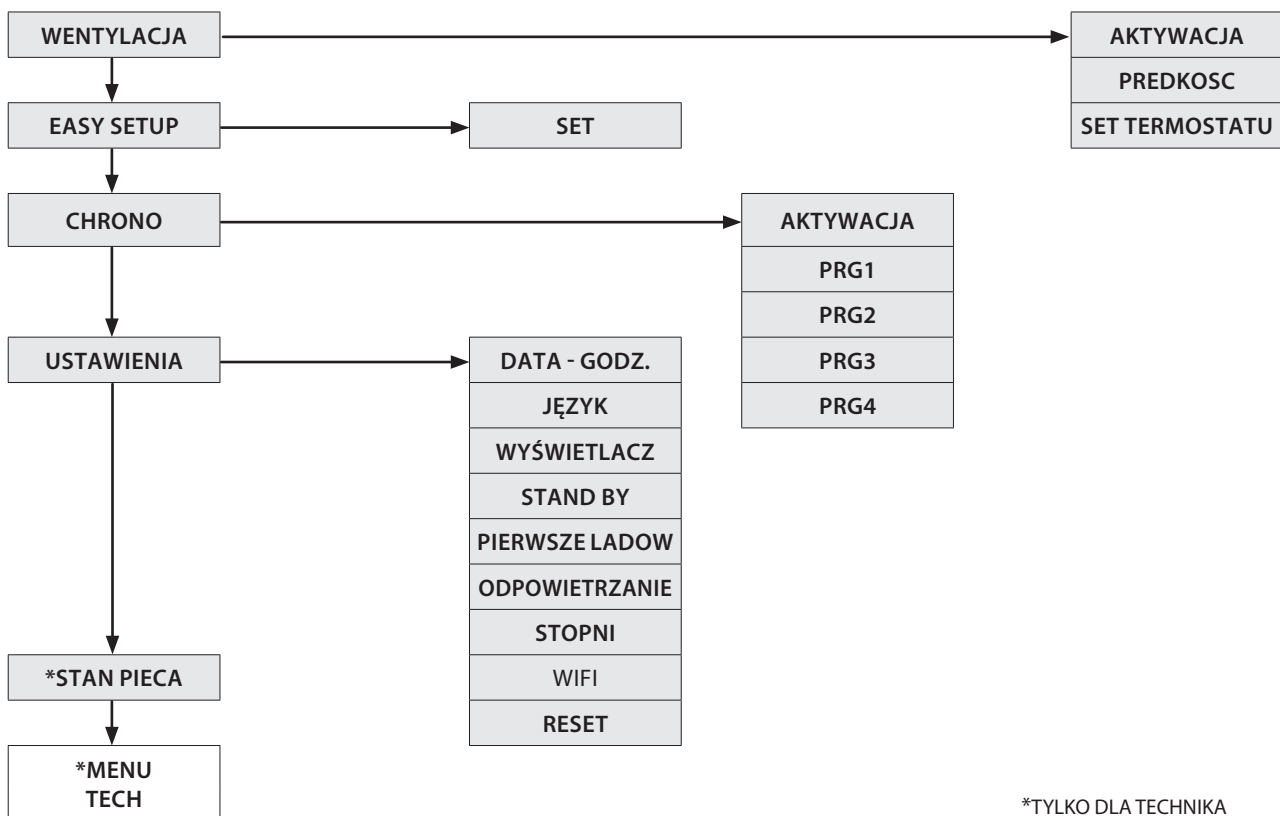 WENTYLACJA
AKTYWACJA
PREDKOSC
SET TERMOSTATU
EASY SETUP
SET
CHRONO
AKTYWACJA
PRG1
PRG2
PRG3
PRG4
USTAWIENIA
DATA - GODZ.
JĘZYK
WYŚWIETLACZ
STAND BY
PIERWSZE LADOW
ODPOWIETRZANIE
STOPNI
WIFI
RESET
*STAN PIECA
*MENU
TECH
*TYLKO DLA TECHNIKA